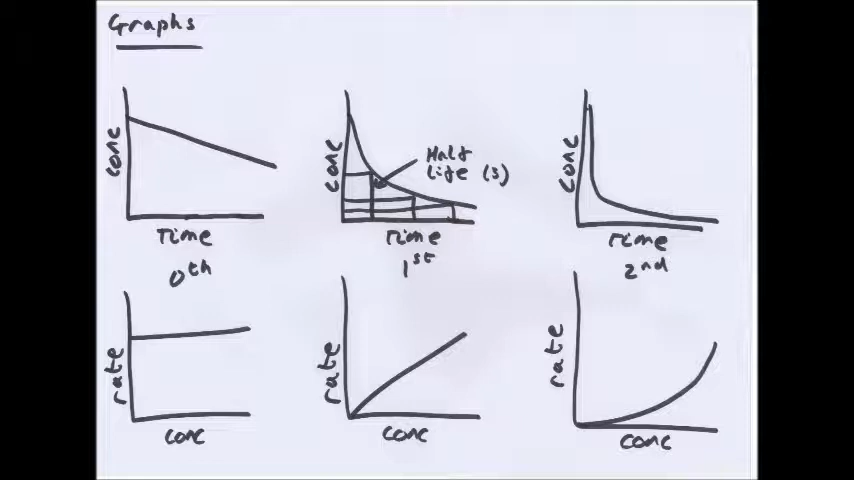 Graphs
conc
Time
0th
conc
Half
Life (s)
Time
1st
conc
Time
2nd
rate
conc
rate
conc
rate
conc